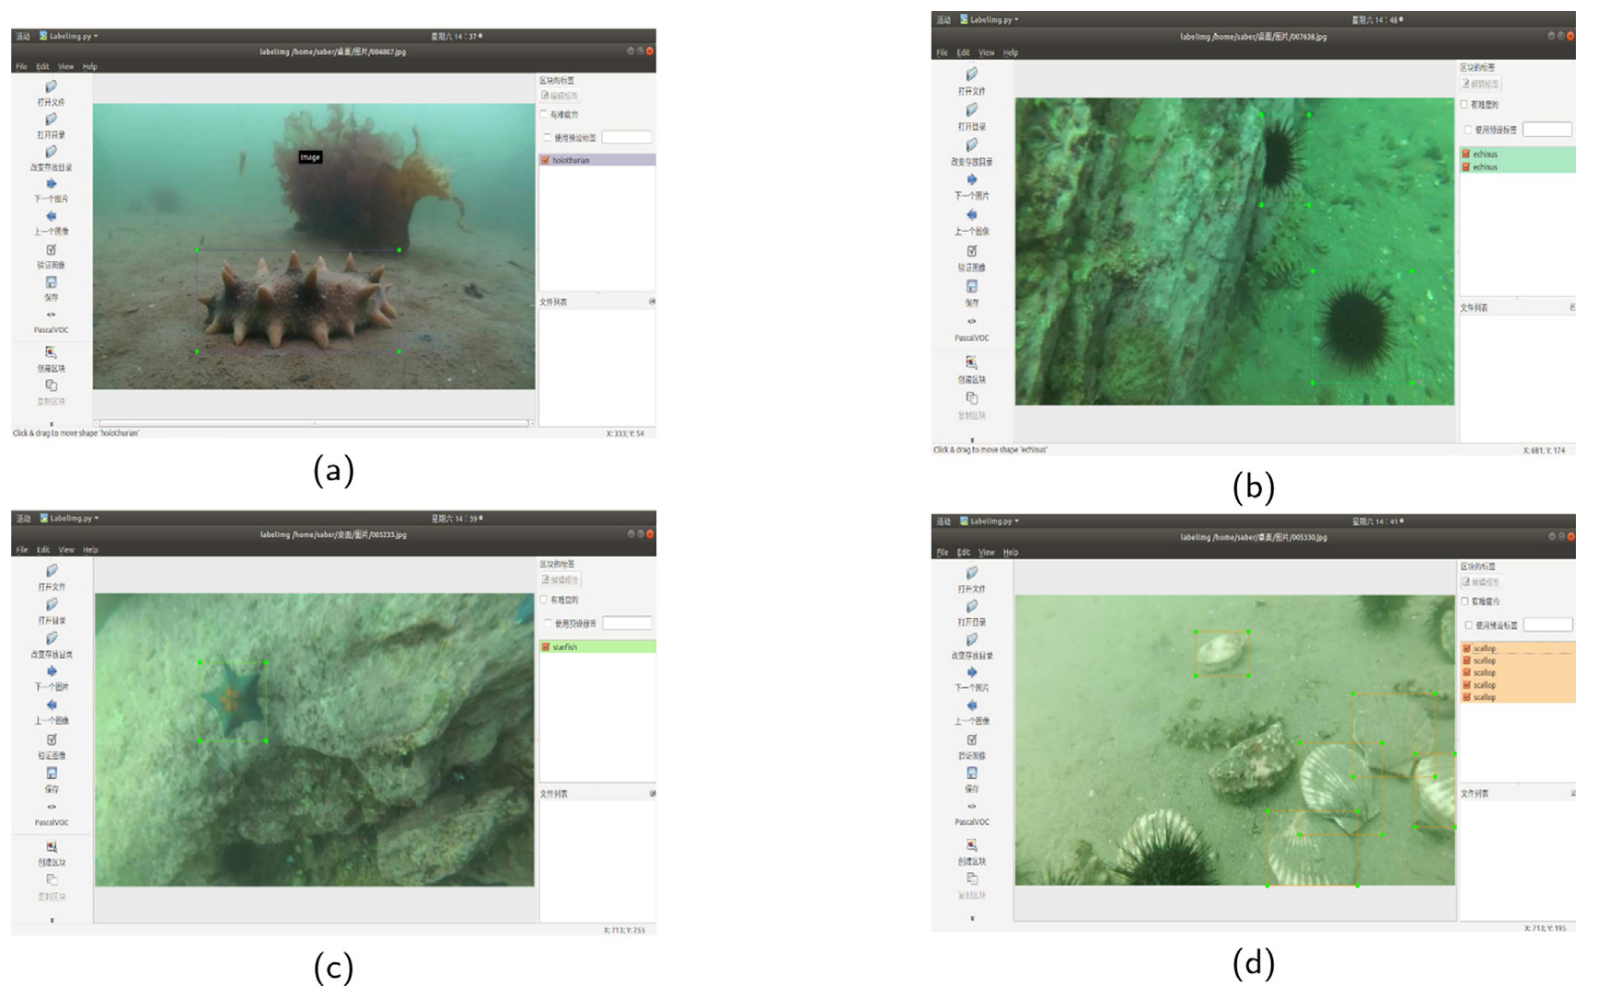 活动 LabelImg.py
星期六 14:37
labelImg /home/saber/桌面/图片/004807.jpg
File Edit View Help
打开文件
打开目录
改变存放目录
下一个图片
上一个图像
验证图像
保存
</>
PascalVOC
创建区块
复制区块
image
区块的标签
编辑标签
有难度的
使用预设标签
holothurian
文件列表
Click & drag to move shape 'holothurian'
X: 333; Y: 54
(a)
活动 LabelImg.py
星期六 14:48
labelImg /home/saber/桌面/图片/007638.jpg
File Edit View Help
打开文件
打开目录
改变存放目录
下一个图片
上一个图像
验证图像
保存
</>
PascalVOC
创建区块
复制区块
区块的标签
编辑标签
有难度的
使用预设标签
echinus
echinus
文件列表
Click & drag to move shape 'echinus'
X: 681; Y: 174
(b)
活动 LabelImg.py
星期六 14:39
labelImg /home/saber/桌面/图片/005233.jpg
File Edit View Help
打开文件
打开目录
改变存放目录
下一个图片
上一个图像
验证图像
保存
</>
PascalVOC
创建区块
复制区块
区块的标签
编辑标签
有难度的
使用预设标签
starfish
文件列表
X: 713; Y: 253
(c)
活动 LabelImg.py
星期六 14:41
labelImg /home/saber/桌面/图片/005330.jpg
File Edit View Help
打开文件
打开目录
改变存放目录
下一个图片
上一个图像
验证图像
保存
</>
PascalVOC
创建区块
复制区块
区块的标签
编辑标签
有难度的
使用预设标签
scallop
scallop
scallop
scallop
scallop
文件列表
X: 713; Y: 195
(d)